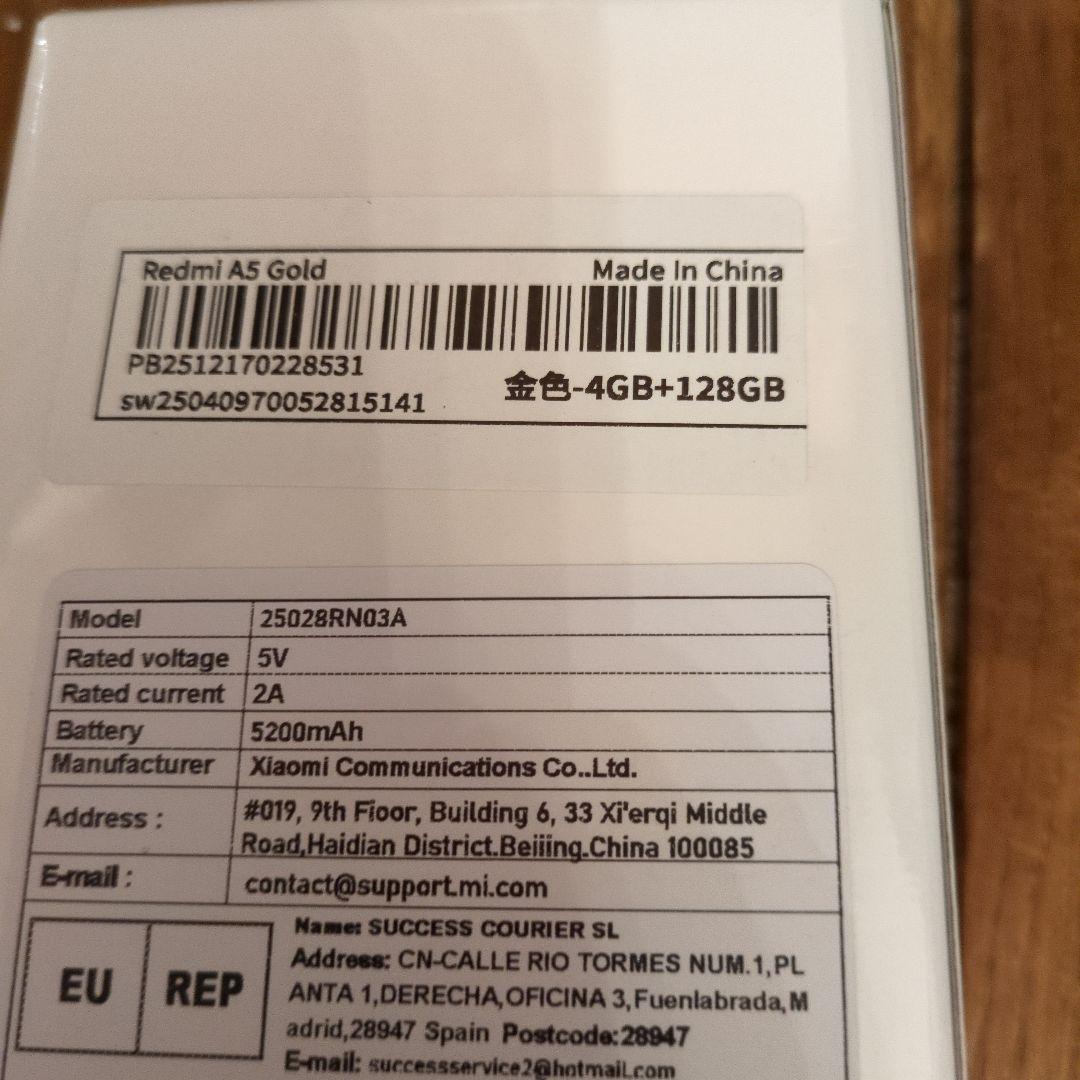 Redmi A5 Gold Made In China
PB2512170228531
sw25040970052815141 金色-4GB+128GB
Model 25028RN03A
Rated voltage 5V
Rated current 2A
Battery 5200mAh
Manufacturer Xiaomi Communications Co..Ltd.
Address : #019, 9th Fioor, Building 6, 33 Xi'erqi Middle
Road,Haidian District.Beiiing.China 100085
E-mail : contact@support.mi.com
EU REP
Name: SUCCESS COURIER SL
Address: CN-CALLE RIO TORMES NUM.1,PL
ANTA 1,DERECHA,OFICINA 3,Fuenlabrada,M
adrid,28947 Spain Postcode:28947
E-mail: successservice2@hotmail.com